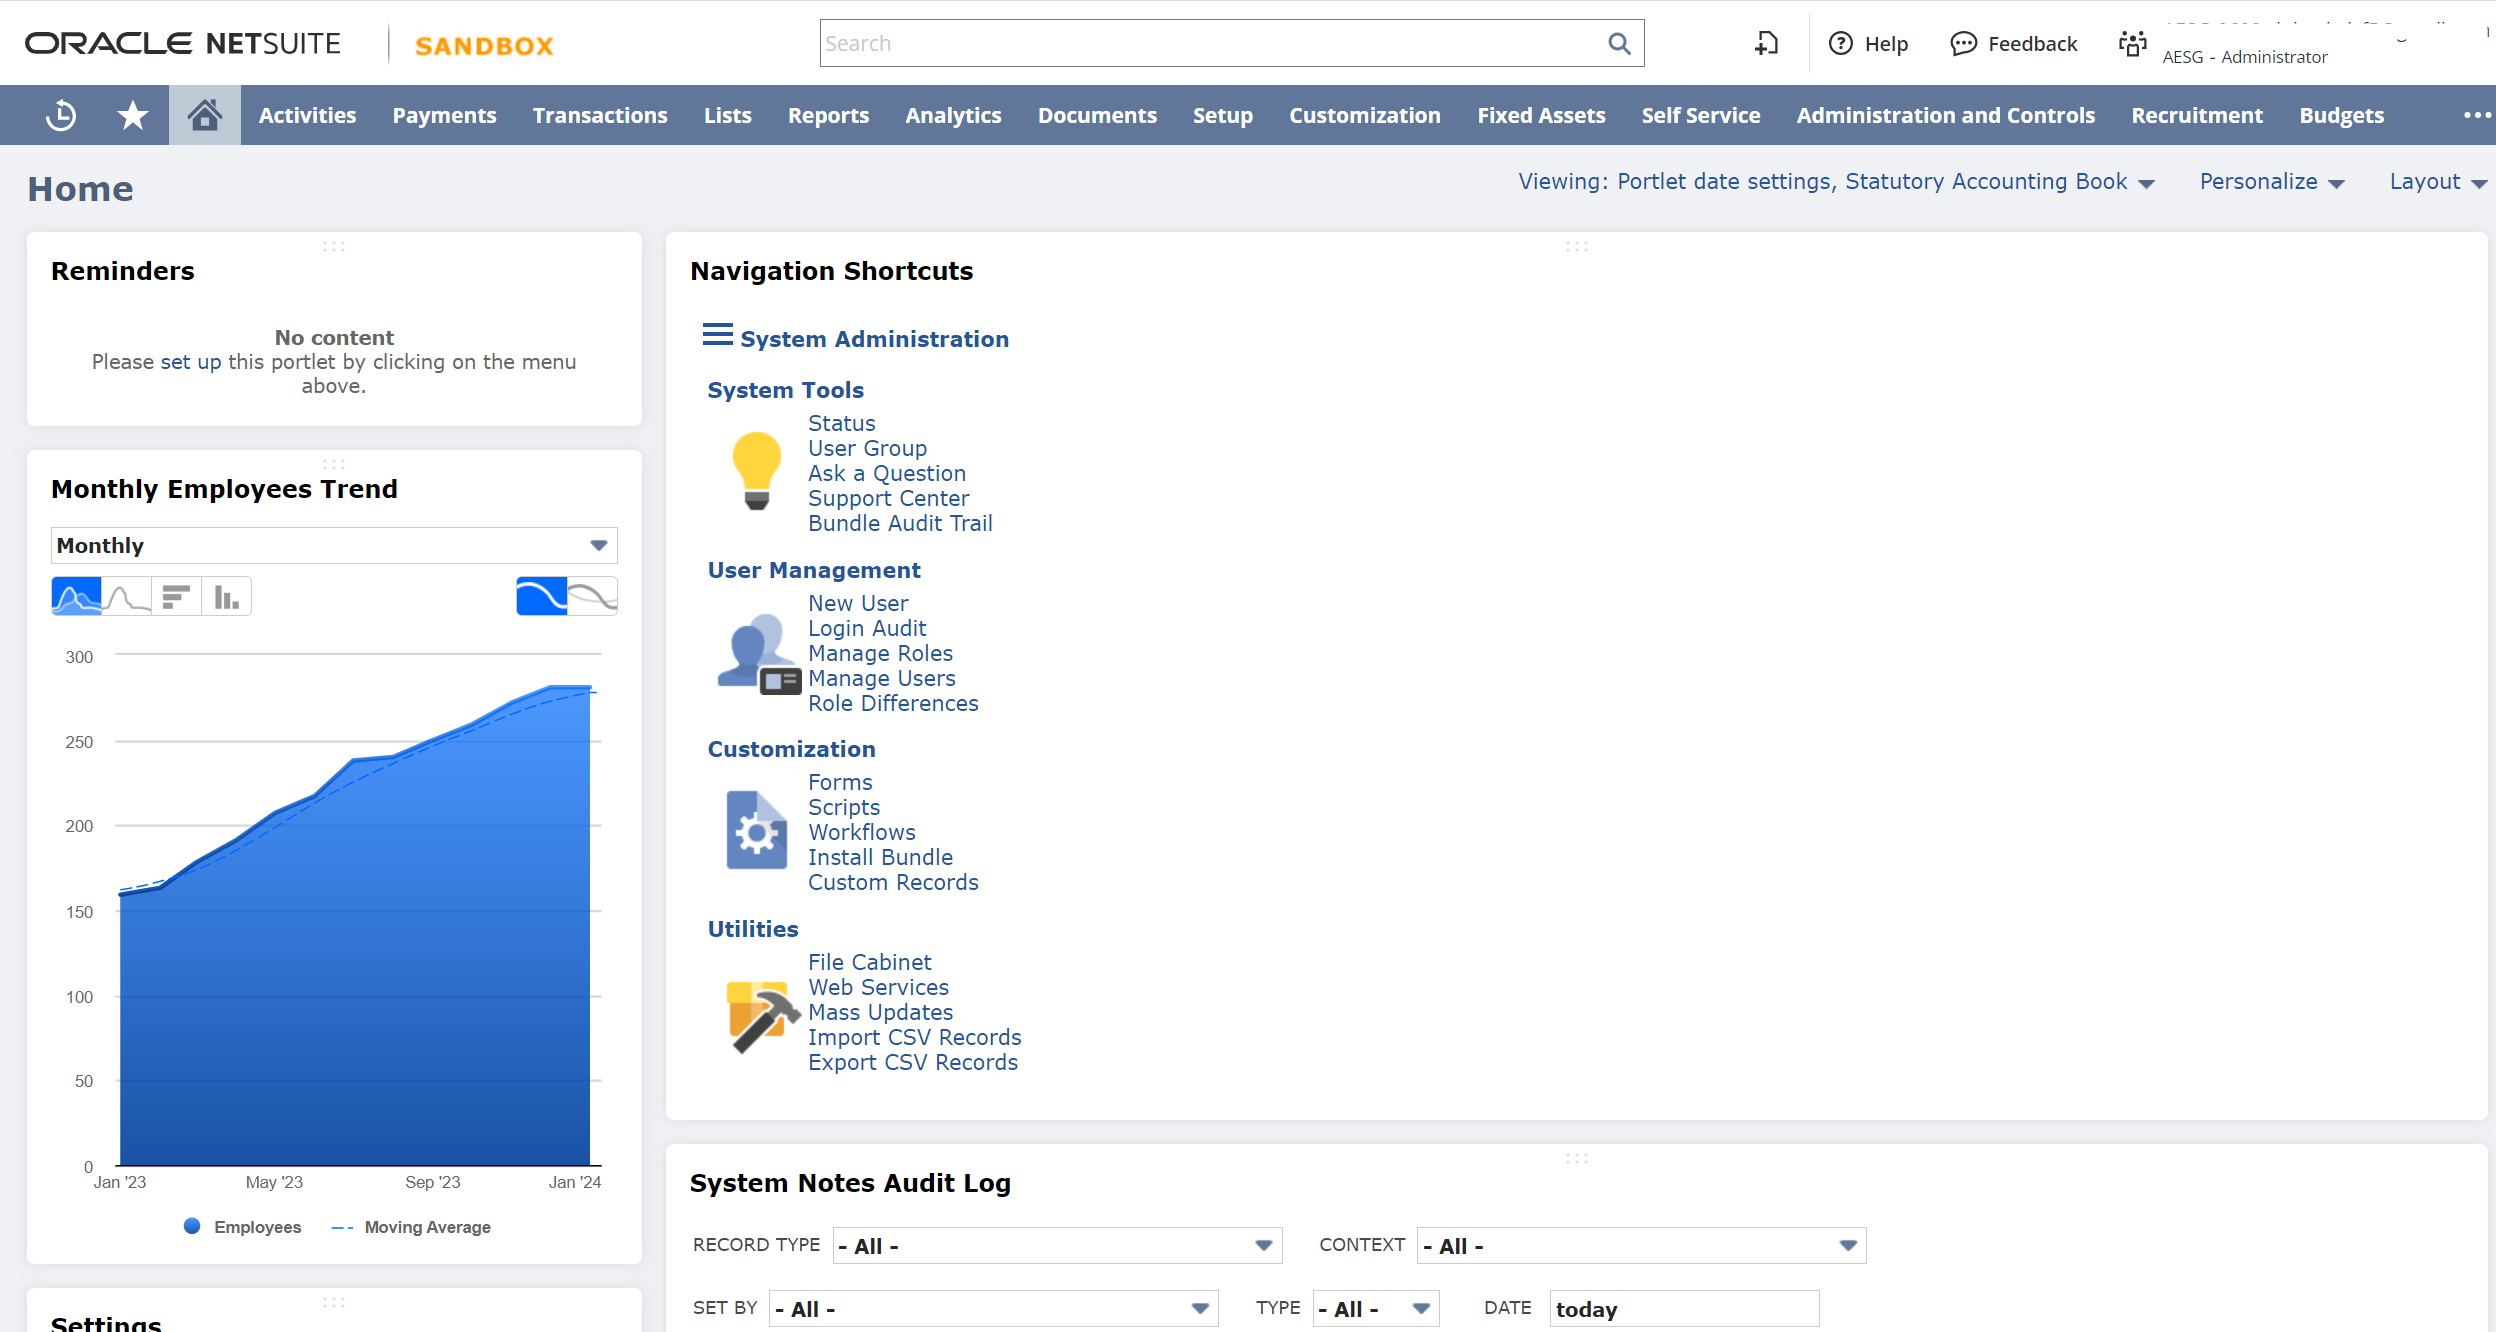 ORACLE NETSUITE SANDBOX
Search
Help
Feedback
AESG - Administrator
Activities Payments Transactions Lists Reports Analytics Documents Setup Customization Fixed Assets Self Service Administration and Controls Recruitment Budgets
Home
Viewing: Portlet date settings, Statutory Accounting Book Personalize Layout
Reminders
No content
Please set up this portlet by clicking on the menu
above.
Monthly Employees Trend
Monthly
300
250
200
150
100
50
0
Jan '23 May '23 Sep '23 Jan '24
Employees Moving Average
Settings
Navigation Shortcuts
System Administration
System Tools
Status
User Group
Ask a Question
Support Center
Bundle Audit Trail
User Management
New User
Login Audit
Manage Roles
Manage Users
Role Differences
Customization
Forms
Scripts
Workflows
Install Bundle
Custom Records
Utilities
File Cabinet
Web Services
Mass Updates
Import CSV Records
Export CSV Records
System Notes Audit Log
RECORD TYPE - All - CONTEXT - All -
SET BY - All - TYPE - All - DATE today